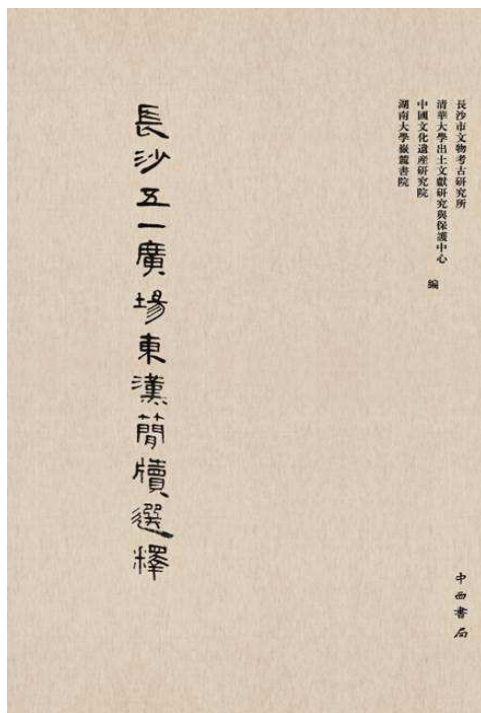 長沙市文物考古研究所
清華大學出土文獻研究與保護中心
中國文化遺産研究院
湖南大學嶽麓書院
編
長沙五一廣場東漢簡牘選釋
中西書局